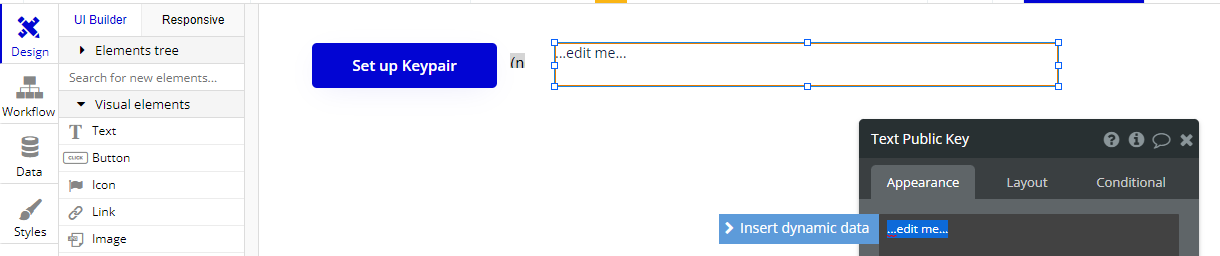 UI Builder
Responsive
Design
Elements tree
Search for new elements...
Workflow
Visual elements
Text
Data
CLICK
Button
Icon
Link
Styles
Image
Set up Keypair
(n
...edit me...
Text Public Key
Appearance
Layout
Conditional
Insert dynamic data
...edit me...